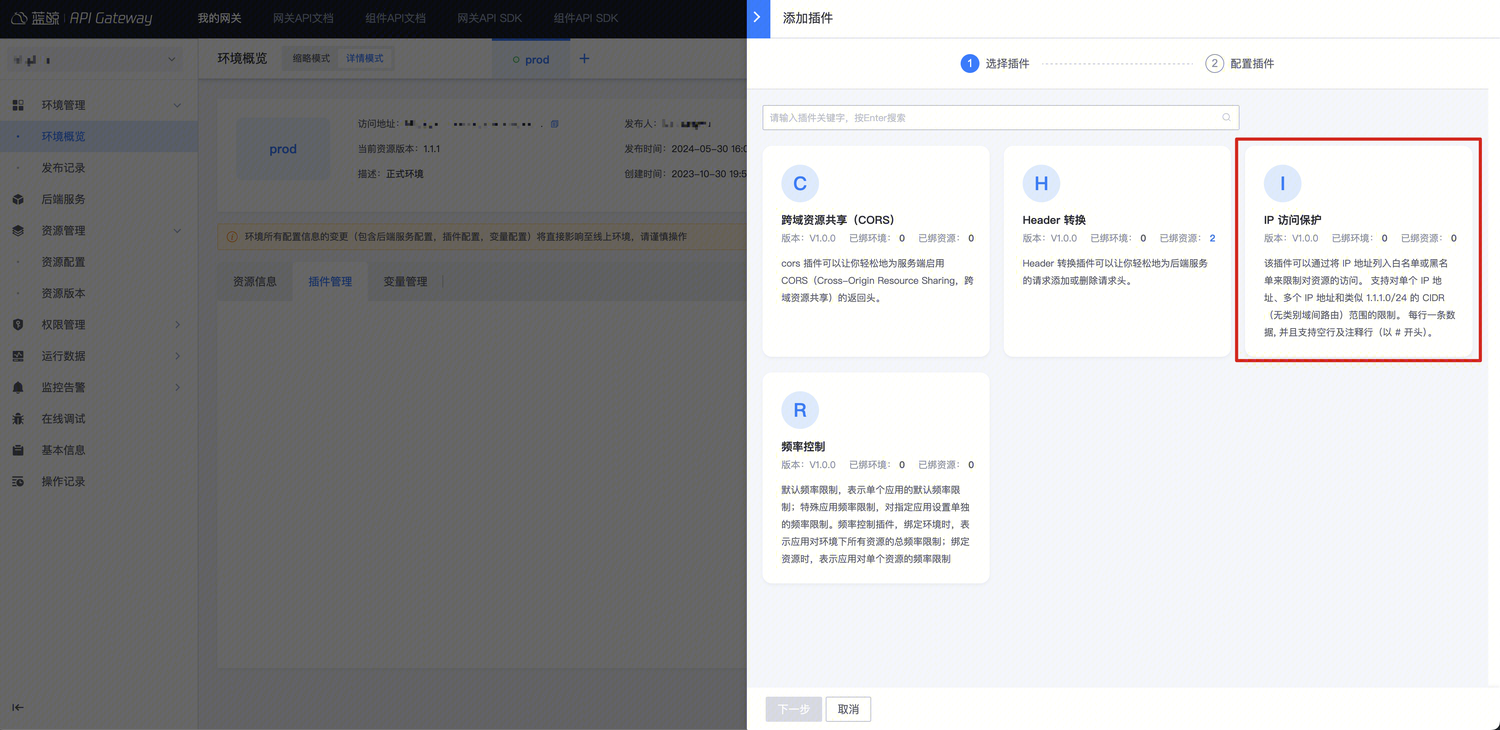 蓝鲸 | API Gateway
我的网关
网关API文档
组件API文档
网关API SDK
组件API SDK
环境管理
环境概览
发布记录
后端服务
资源管理
资源配置
资源版本
权限管理
运行数据
监控告警
在线调试
基本信息
操作记录
环境概览
缩略模式
详情模式
prod
+
prod
访问地址：
当前资源版本：1.1.1
描述：正式环境
发布人：
发布时间：2024-05-30 16:0
创建时间：2023-10-30 19:5
环境所有配置信息的变更（包含后端服务配置，插件配置，变量配置）将直接影响至线上环境，请谨慎操作
资源信息
插件管理
变量管理
添加插件
1 选择插件
2 配置插件
请输入插件关键字，按Enter搜索
C
跨域资源共享（CORS）
版本：V1.0.0 已绑环境：0 已绑资源：0
cors 插件可以让你轻松地为服务端启用
CORS（Cross-Origin Resource Sharing，跨
域资源共享）的返回头。
H
Header 转换
版本：V1.0.0 已绑环境：0 已绑资源：2
Header 转换插件可以让你轻松地为后端服务
的请求添加或删除请求头。
I
IP 访问保护
版本：V1.0.0 已绑环境：0 已绑资源：0
该插件可以通过将 IP 地址列入白名单或黑名
单来限制对资源的访问。 支持对单个 IP 地
址、多个 IP 地址和类似 1.1.1.0/24 的 CIDR
（无类别域间路由）范围的限制。 每行一条数
据, 并且支持空行及注释行（以 # 开头）。
R
频率控制
版本：V1.0.0 已绑环境：0 已绑资源：0
默认频率限制，表示单个应用的默认频率限
制；特殊应用频率限制，对指定应用设置单独
的频率限制。频率控制插件，绑定环境时，表
示应用对环境下所有资源的总频率限制；绑定
资源时，表示应用对单个资源的频率限制
下一步
取消